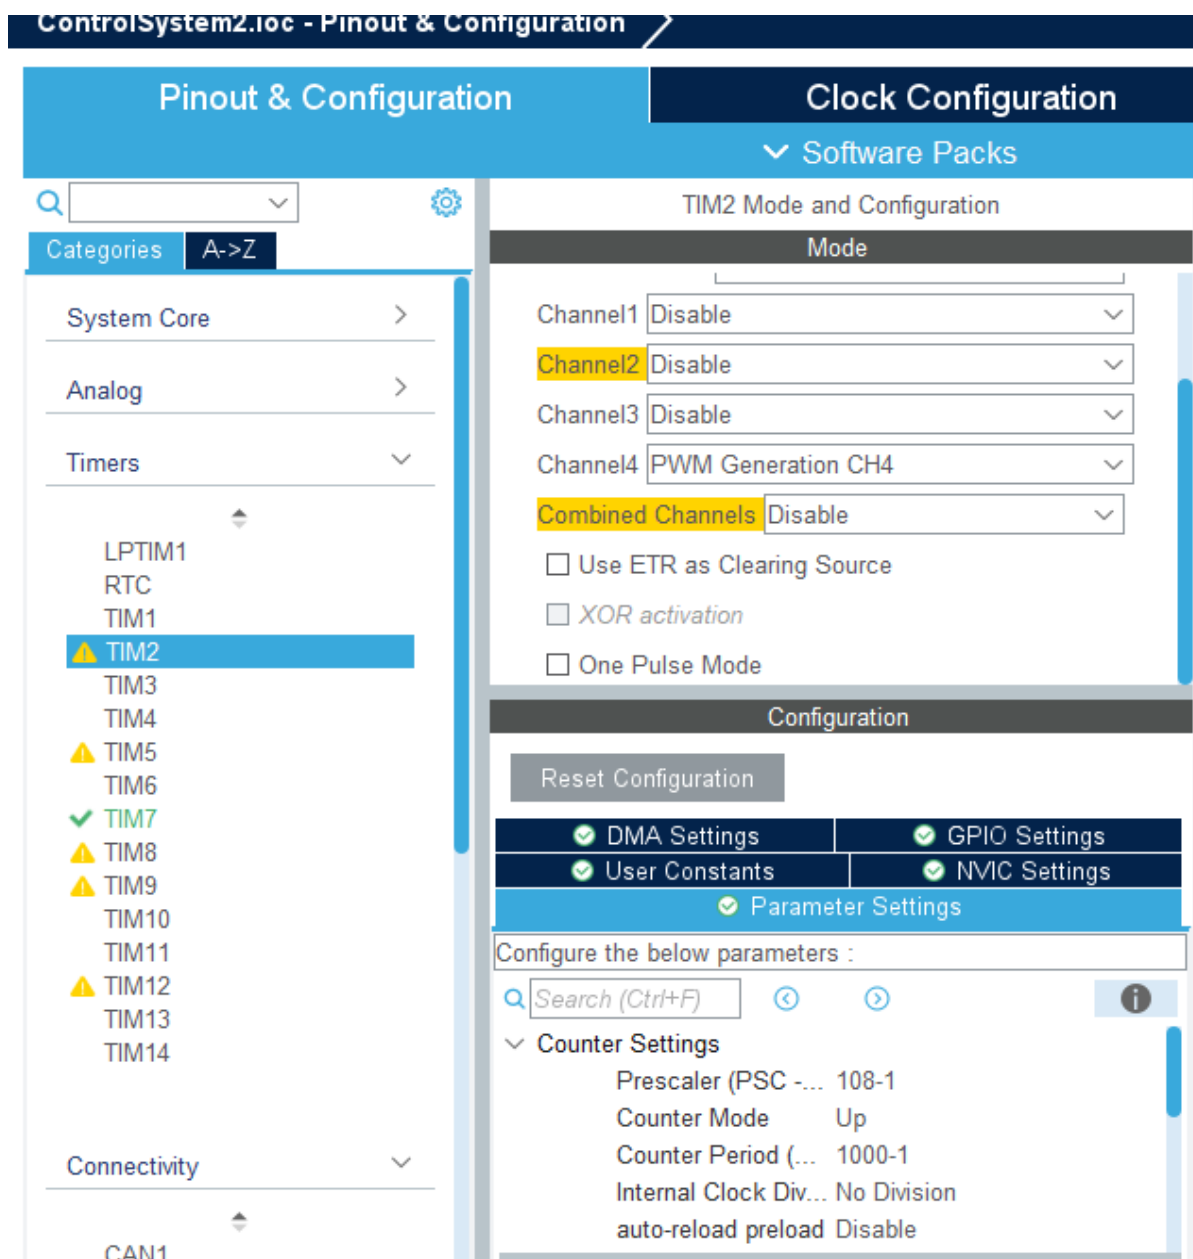 ControlSystem2.ioc - Pinout & Configuration
Pinout & Configuration
Clock Configuration
Software Packs
Categories
A->Z
System Core
Analog
Timers
LPTIM1
RTC
TIM1
TIM2
TIM3
TIM4
TIM5
TIM6
TIM7
TIM8
TIM9
TIM10
TIM11
TIM12
TIM13
TIM14
Connectivity
CAN1
TIM2 Mode and Configuration
Mode
Channel1 Disable
Channel2 Disable
Channel3 Disable
Channel4 PWM Generation CH4
Combined Channels Disable
Use ETR as Clearing Source
XOR activation
One Pulse Mode
Configuration
Reset Configuration
DMA Settings
GPIO Settings
User Constants
NVIC Settings
Parameter Settings
Configure the below parameters :
Search (Ctrl+F)
Counter Settings
Prescaler (PSC -... 108-1
Counter Mode Up
Counter Period (... 1000-1
Internal Clock Div... No Division
auto-reload preload Disable